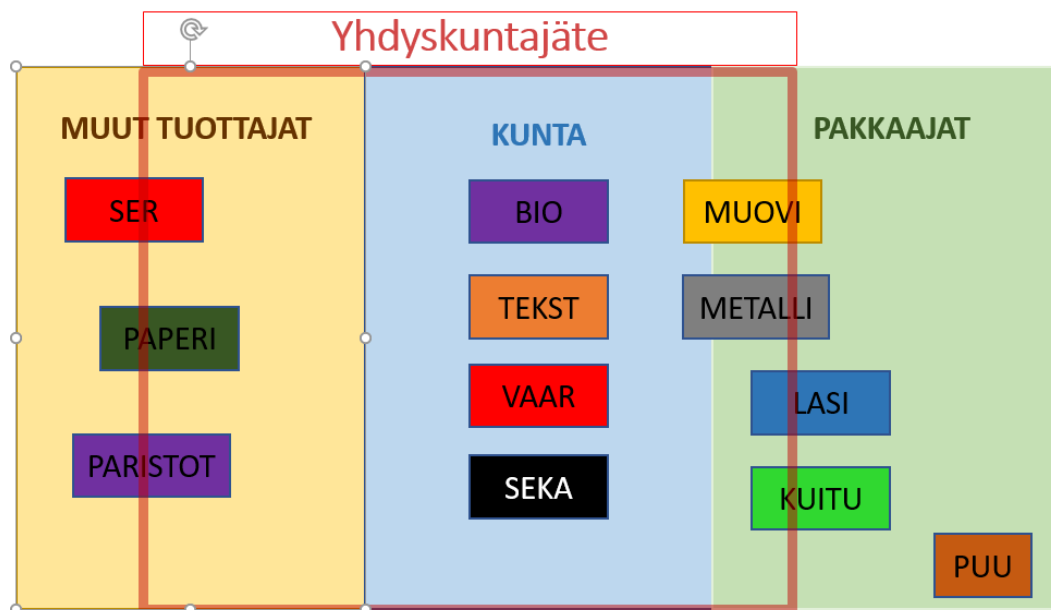 Yhdyskuntajäte
MUUT TUOTTAJAT
KUNTA
PAKKAAJAT
SER
BIO
MUOVI
PAPERI
TEKST
METALLI
VAAR
LASI
PARISTOT
SEKA
KUITU
PUU